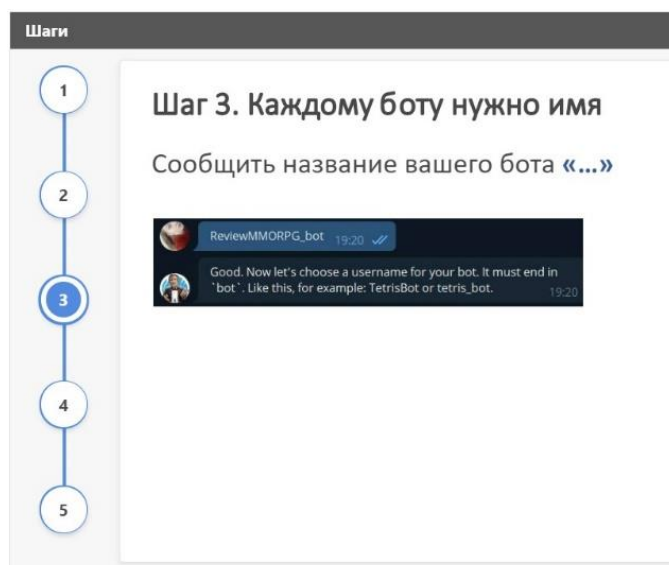 Шаги
1
Шаг 3. Каждому боту нужно имя
Сообщить название вашего бота «...»
2
ReviewMMORPG_bot 19:20
Good. Now let's choose a username for your bot. It must end in
`bot`. Like this, for example: TetrisBot or tetris_bot. 19:20
3
4
5